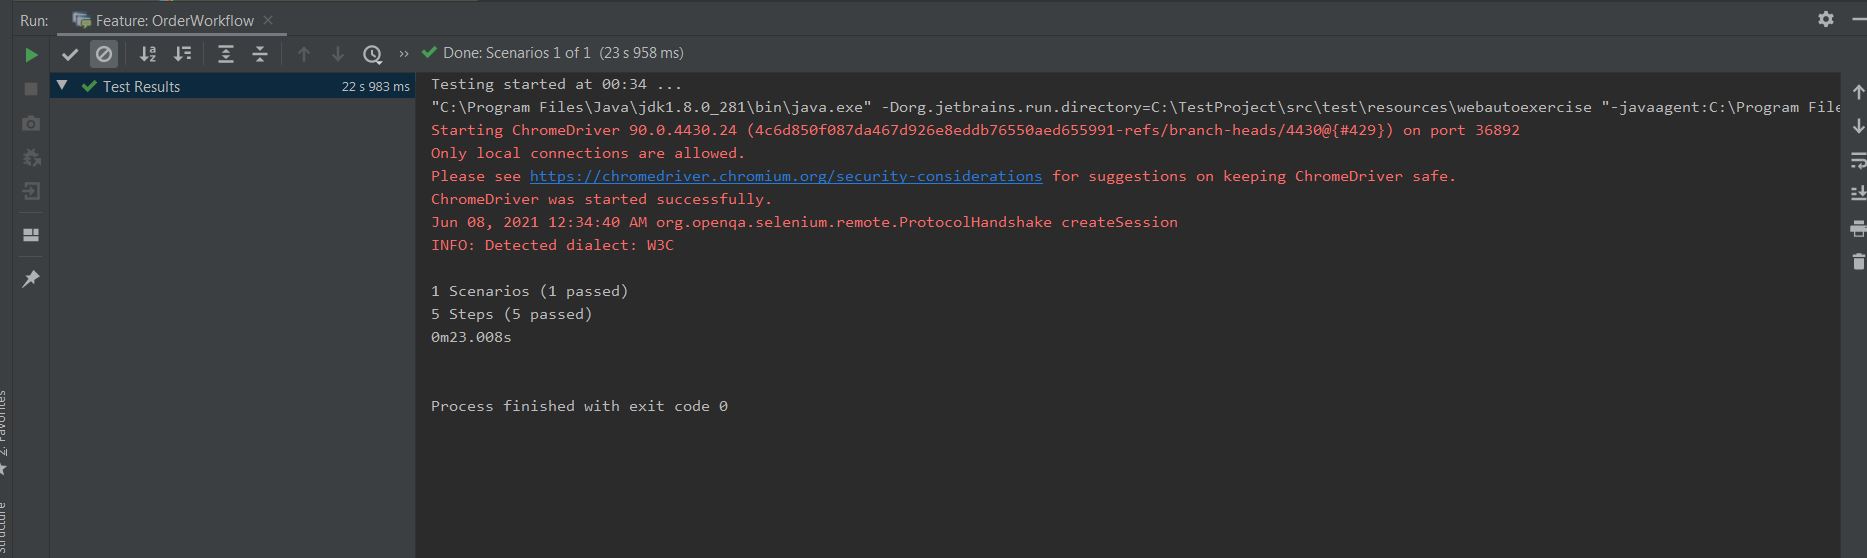 Run: Feature: OrderWorkflow
Done: Scenarios 1 of 1 (23 s 958 ms)
Test Results 22 s 983 ms
Testing started at 00:34 ...
"C:\Program Files\Java\jdk1.8.0_281\bin\java.exe" -Dorg.jetbrains.run.directory=C:\TestProject\src\test\resources\webautoexercise "-javaagent:C:\Program File
Starting ChromeDriver 90.0.4430.24 (4c6d850f087da467d926e8eddb76550aed655991-refs/branch-heads/4430@{#429}) on port 36892
Only local connections are allowed.
Please see https://chromedriver.chromium.org/security-considerations for suggestions on keeping ChromeDriver safe.
ChromeDriver was started successfully.
Jun 08, 2021 12:34:40 AM org.openqa.selenium.remote.ProtocolHandshake createSession
INFO: Detected dialect: W3C
1 Scenarios (1 passed)
5 Steps (5 passed)
0m23.008s
Process finished with exit code 0
2: Favorites
Structure